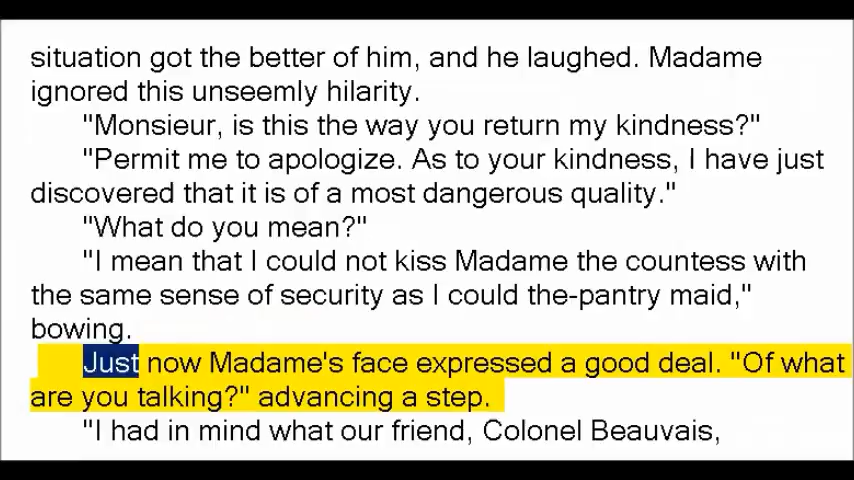 situation got the better of him, and he laughed. Madame
ignored this unseemly hilarity.
"Monsieur, is this the way you return my kindness?"
"Permit me to apologize. As to your kindness, I have just
discovered that it is of a most dangerous quality."
"What do you mean?"
"I mean that I could not kiss Madame the countess with
the same sense of security as I could the-pantry maid,"
bowing.
Just now Madame's face expressed a good deal. "Of what
are you talking?" advancing a step.
"I had in mind what our friend, Colonel Beauvais,